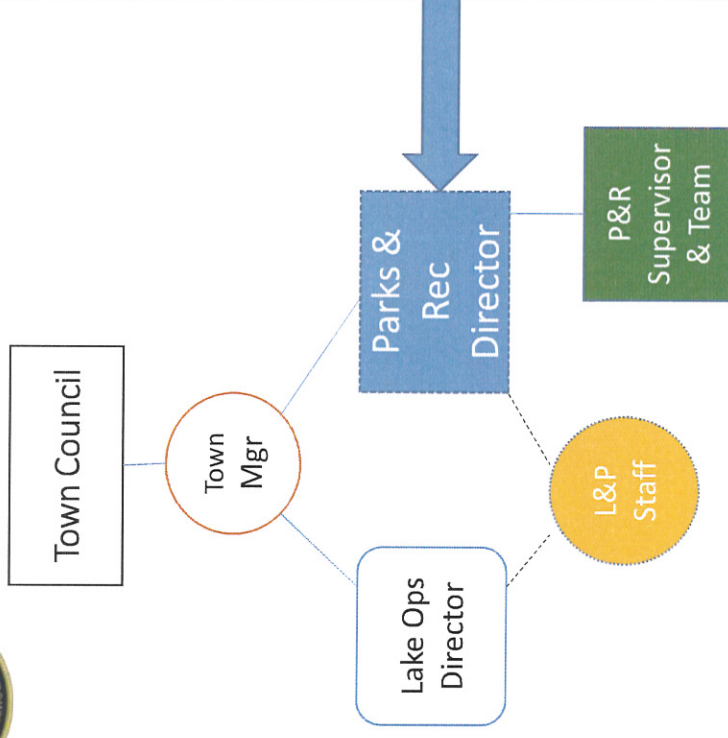 Town Council
Town
Mgr
Lake Ops
Director
Parks &
Rec
Director
L&P
Staff
P&R
Supervisor
& Team